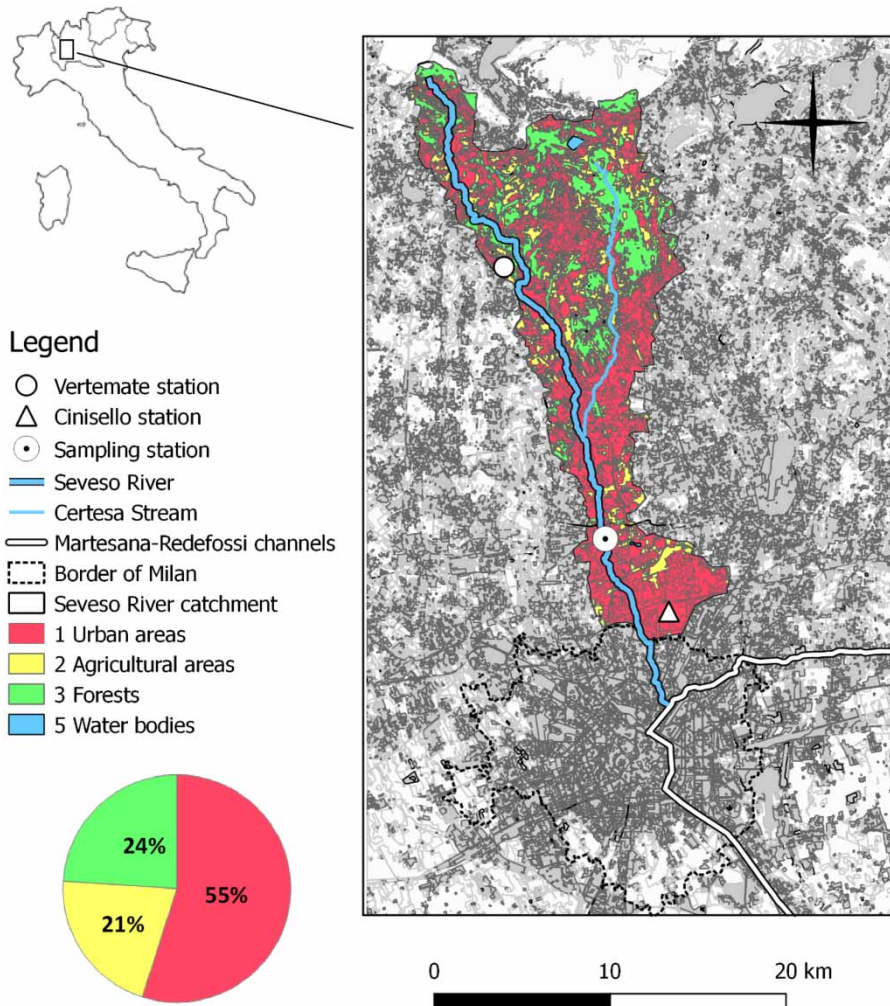 Legend
Vertemate station
Cinisello station
Sampling station
Seveso River
Certesa Stream
Martesana-Redefossi channels
Border of Milan
Seveso River catchment
1 Urban areas
2 Agricultural areas
3 Forests
5 Water bodies
24%
55%
21%
0 10 20 km